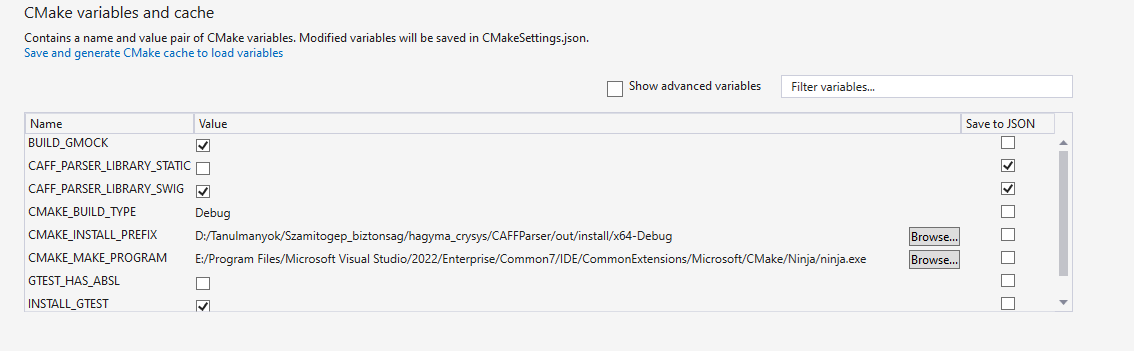 CMake variables and cache
Contains a name and value pair of CMake variables. Modified variables will be saved in CMakeSettings.json.
Save and generate CMake cache to load variables
Show advanced variables Filter variables...
Name Value Save to JSON
BUILD_GMOCK
CAFF_PARSER_LIBRARY_STATIC
CAFF_PARSER_LIBRARY_SWIG
CMAKE_BUILD_TYPE Debug
CMAKE_INSTALL_PREFIX D:/Tanulmanyok/Szamitogep_biztonsag/hagyma_crysys/CAFFParser/out/install/x64-Debug Browse...
CMAKE_MAKE_PROGRAM E:/Program Files/Microsoft Visual Studio/2022/Enterprise/Common7/IDE/CommonExtensions/Microsoft/CMake/Ninja/ninja.exe Browse...
GTEST_HAS_ABSL
INSTALL_GTEST